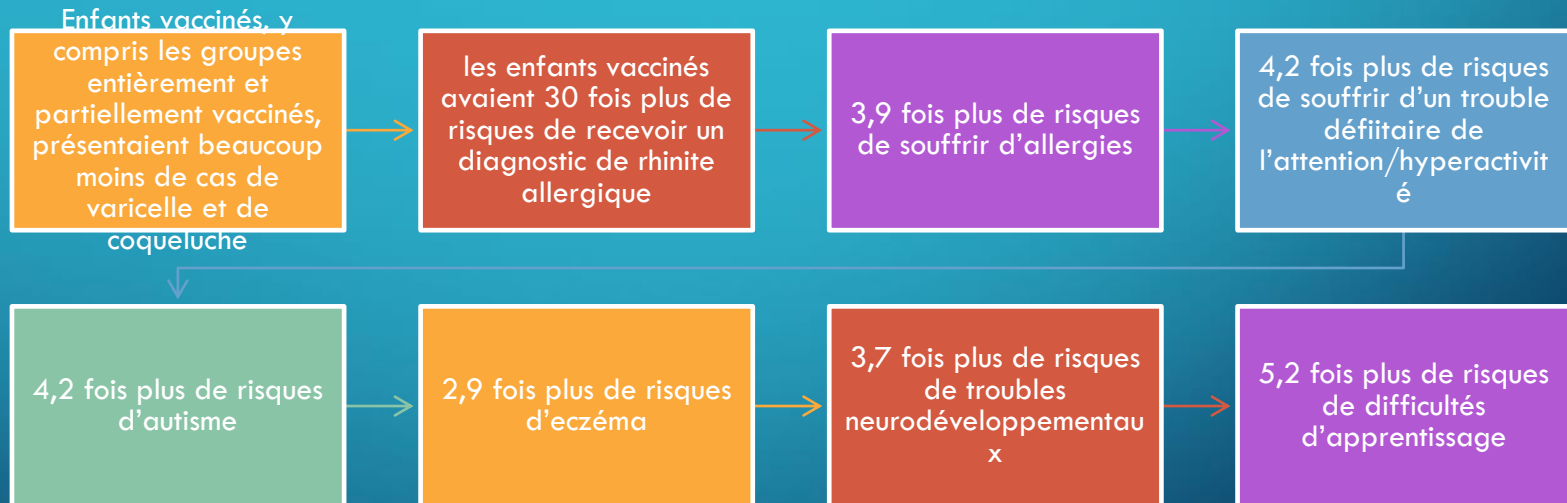 Enfants vaccinés, y
compris les groupes
entièrement et
partiellement vaccinés,
présentaient beaucoup
moins de cas de
varicelle et de
coqueluche
les enfants vaccinés
avaient 30 fois plus de
risques de recevoir un
diagnostic de rhinite
allergique
3,9 fois plus de risques
de souffrir d'allergies
4,2 fois plus de risques
de souffrir d'un trouble
défiitaire de
l'attention/hyperactivit
é
4,2 fois plus de risques
d'autisme
2,9 fois plus de risques
d'eczéma
3,7 fois plus de risques
de troubles
neurodéveloppementau
x
5,2 fois plus de risques
de difficultés
d'apprentissage